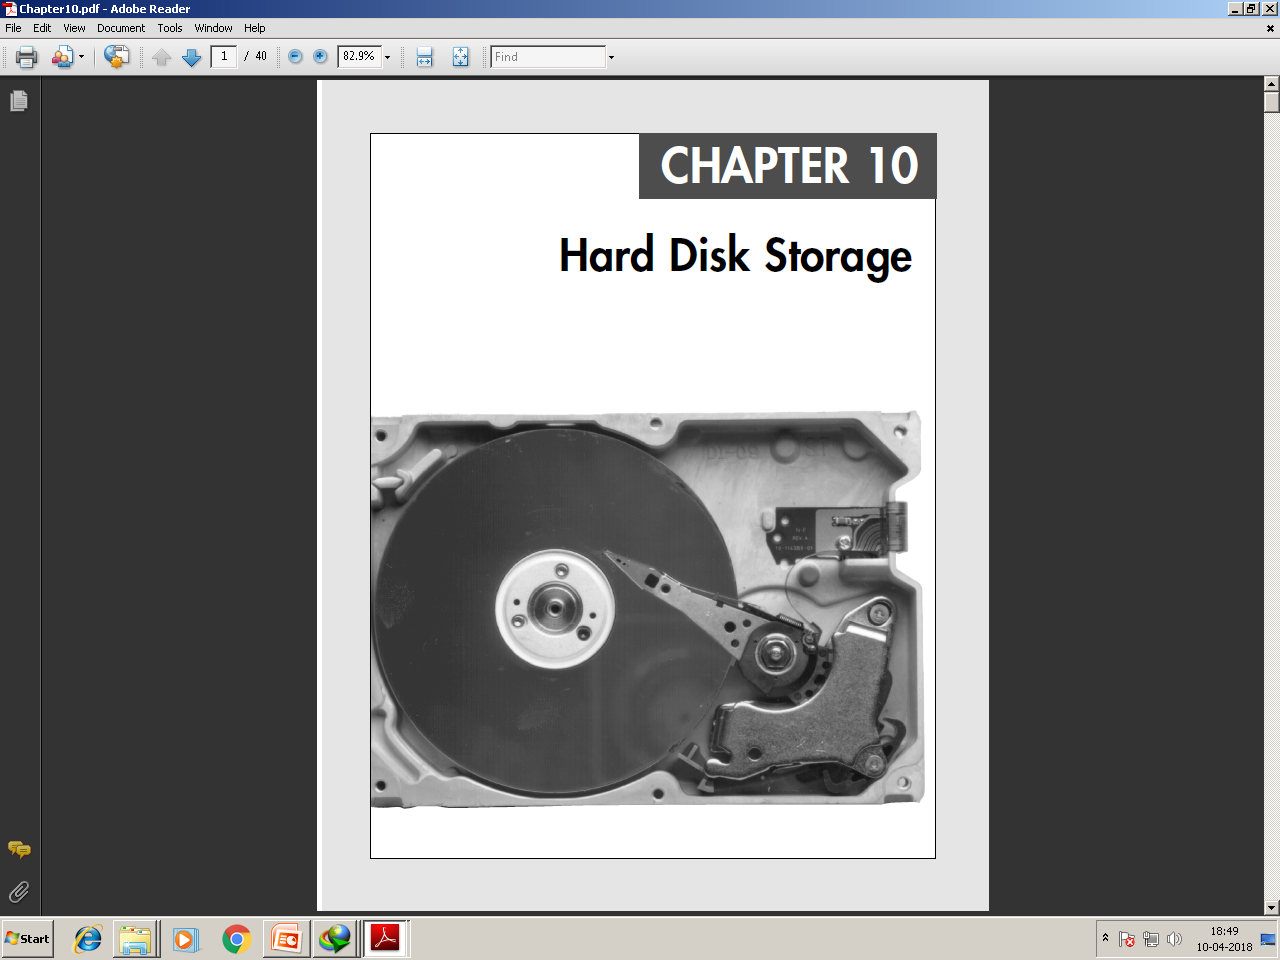 Chapter10.pdf - Adobe Reader
File Edit View Document Tools Window Help
1 / 40 82.9% Find
CHAPTER 10
Hard Disk Storage
Start
18:49
10-04-2018